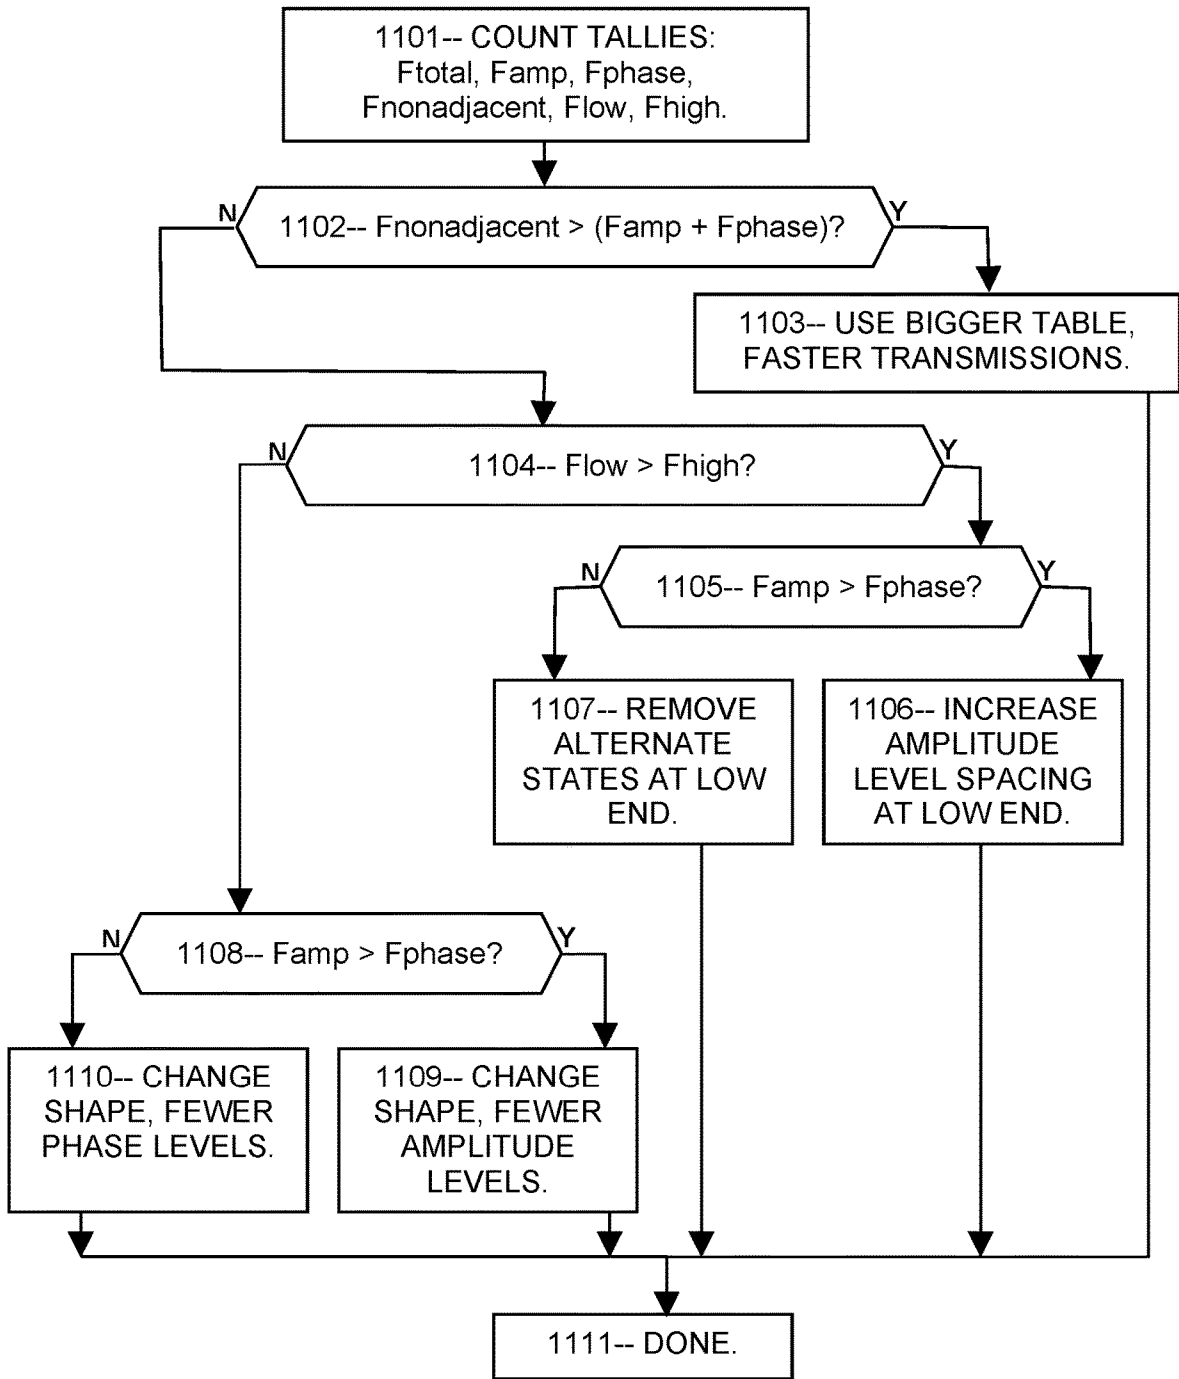 1101-- COUNT TALLIES:
Ftotal, Famp, Fphase,
Fnonadjacent, Flow, Fhigh.
N
1102-- Fnonadjacent > (Famp + Fphase)?
Y
1103-- USE BIGGER TABLE,
FASTER TRANSMISSIONS.
N
1104-- Flow > Fhigh?
Y
N
1105-- Famp > Fphase?
Y
1107-- REMOVE
ALTERNATE
STATES AT LOW
END.
1106-- INCREASE
AMPLITUDE
LEVEL SPACING
AT LOW END.
N
1108-- Famp > Fphase?
Y
1110-- CHANGE
SHAPE, FEWER
PHASE LEVELS.
1109-- CHANGE
SHAPE, FEWER
AMPLITUDE
LEVELS.
1111-- DONE.